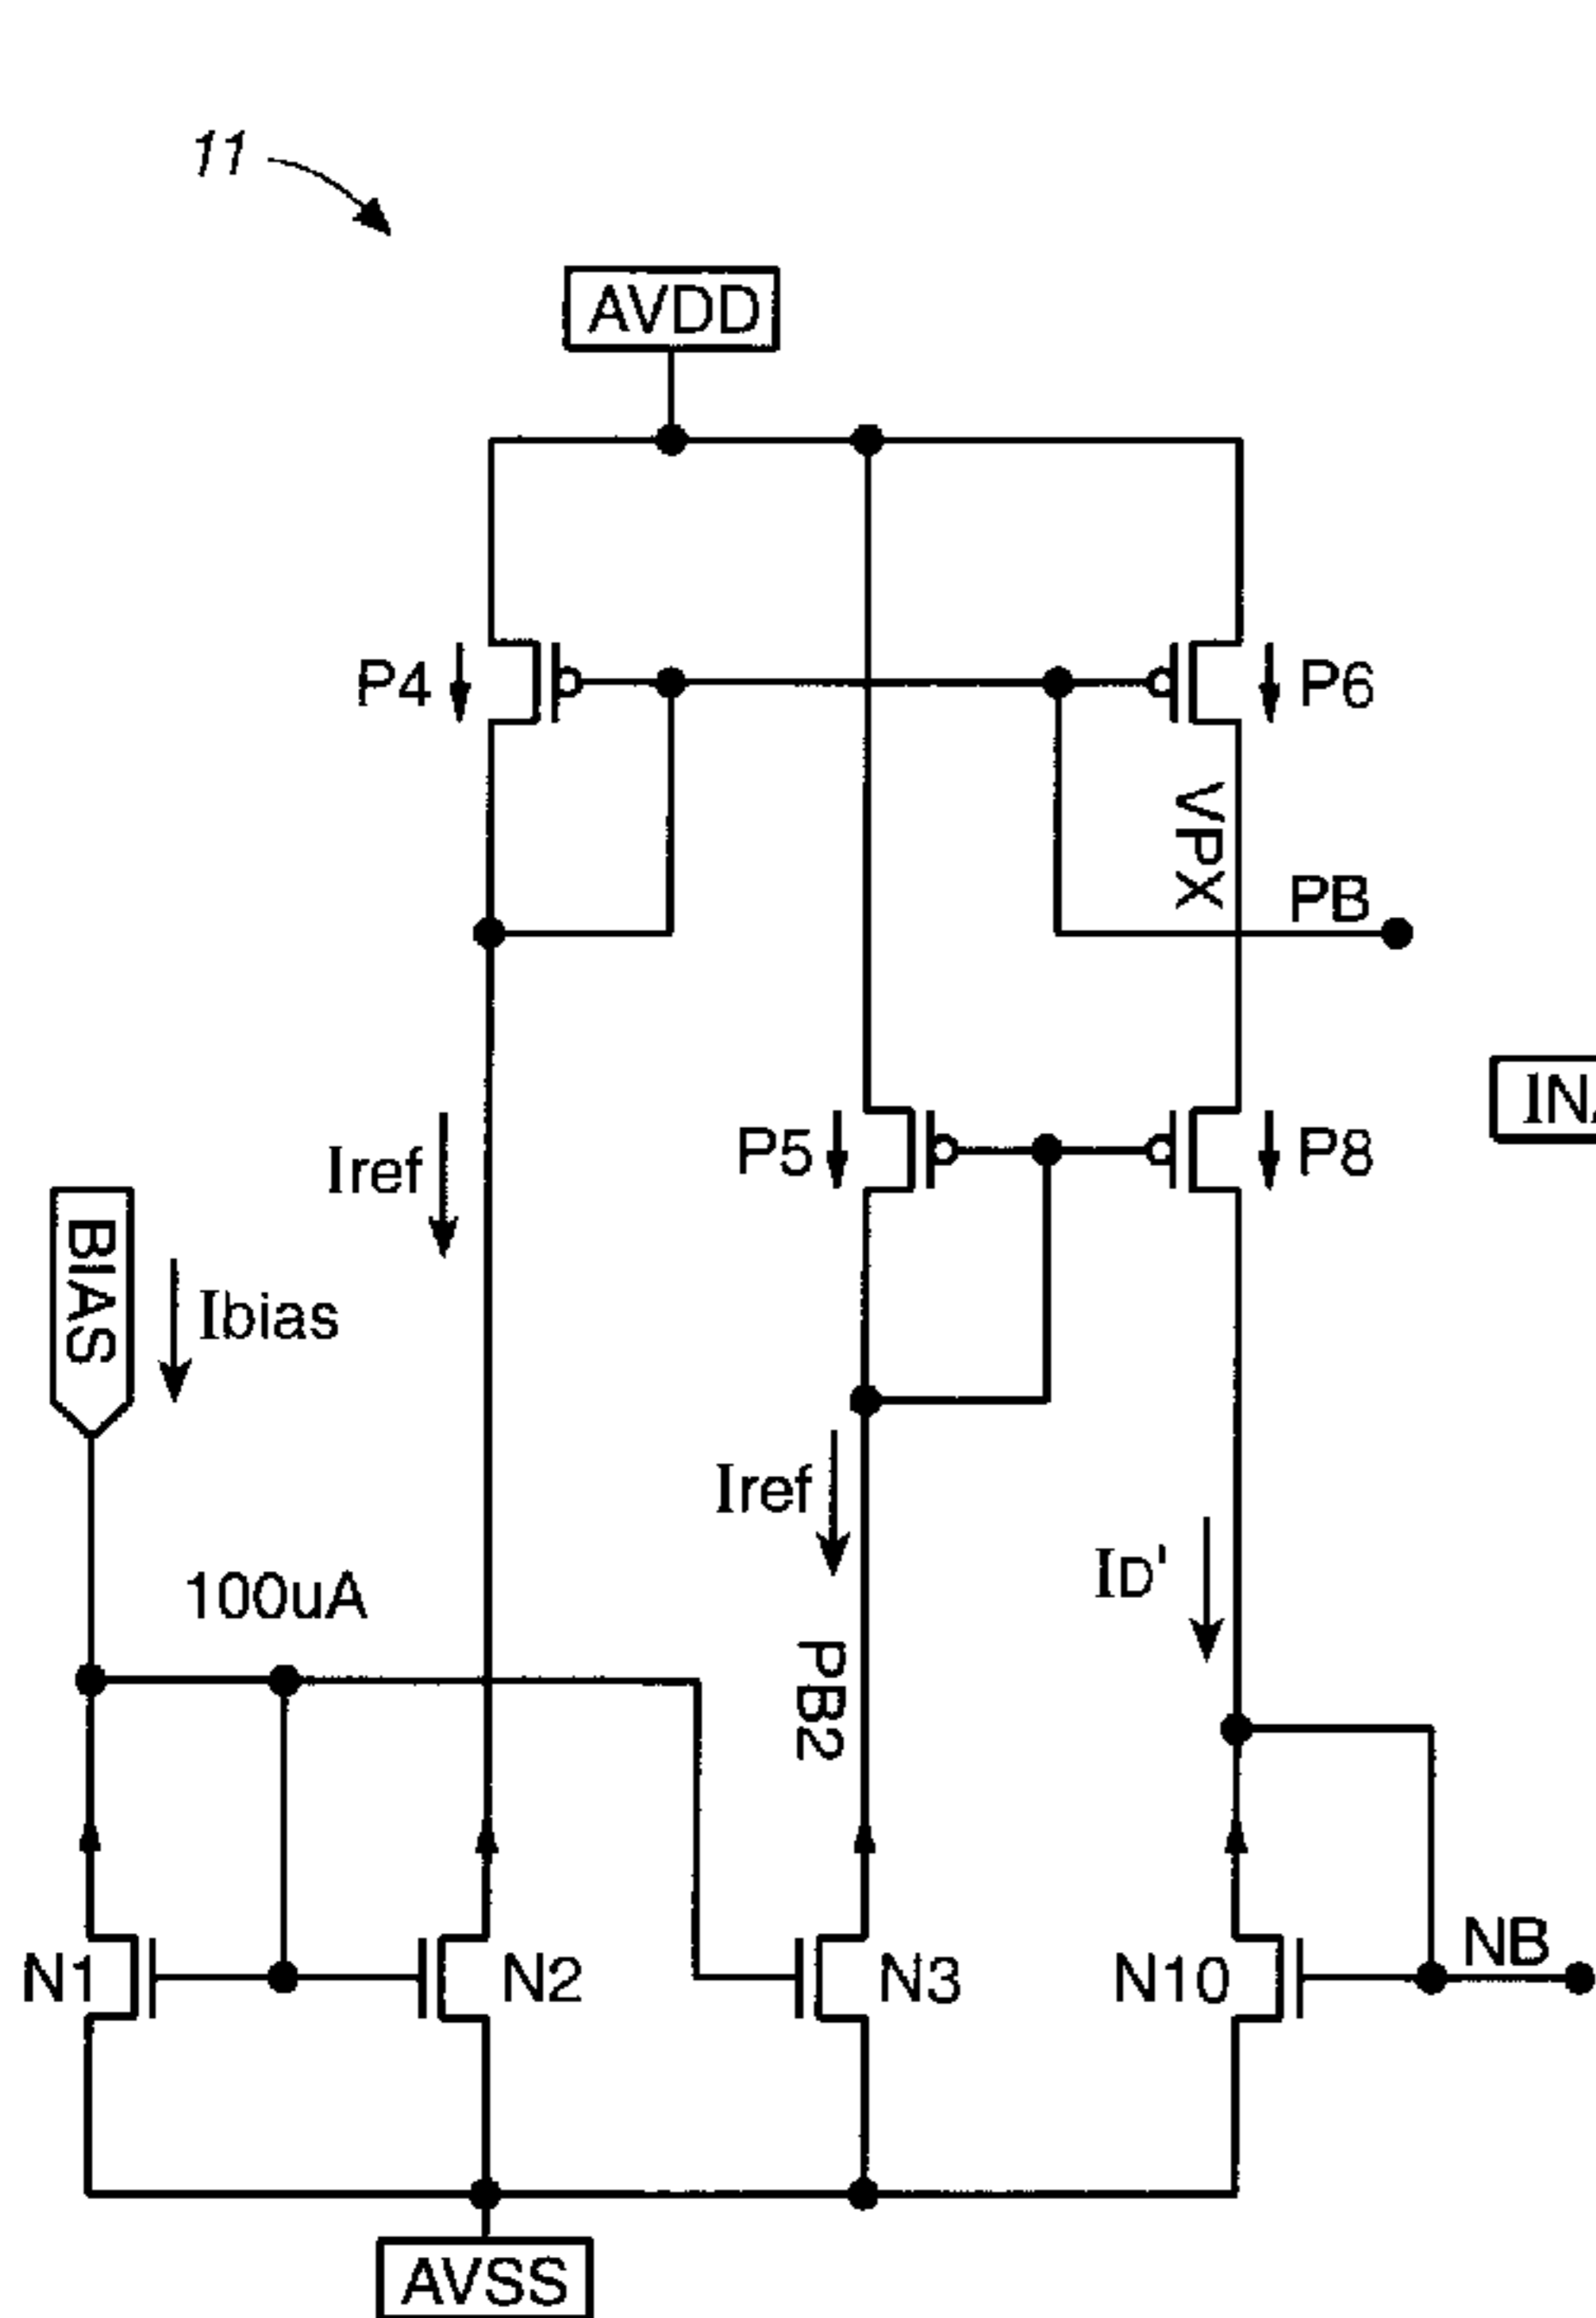 11
AVDD
P4
P6
VPX
PB
P5
P8
Iref
BIAS
Ibias
Iref
ID'
100uA
PB2
N1
N2
N3
N10
NB
AVSS